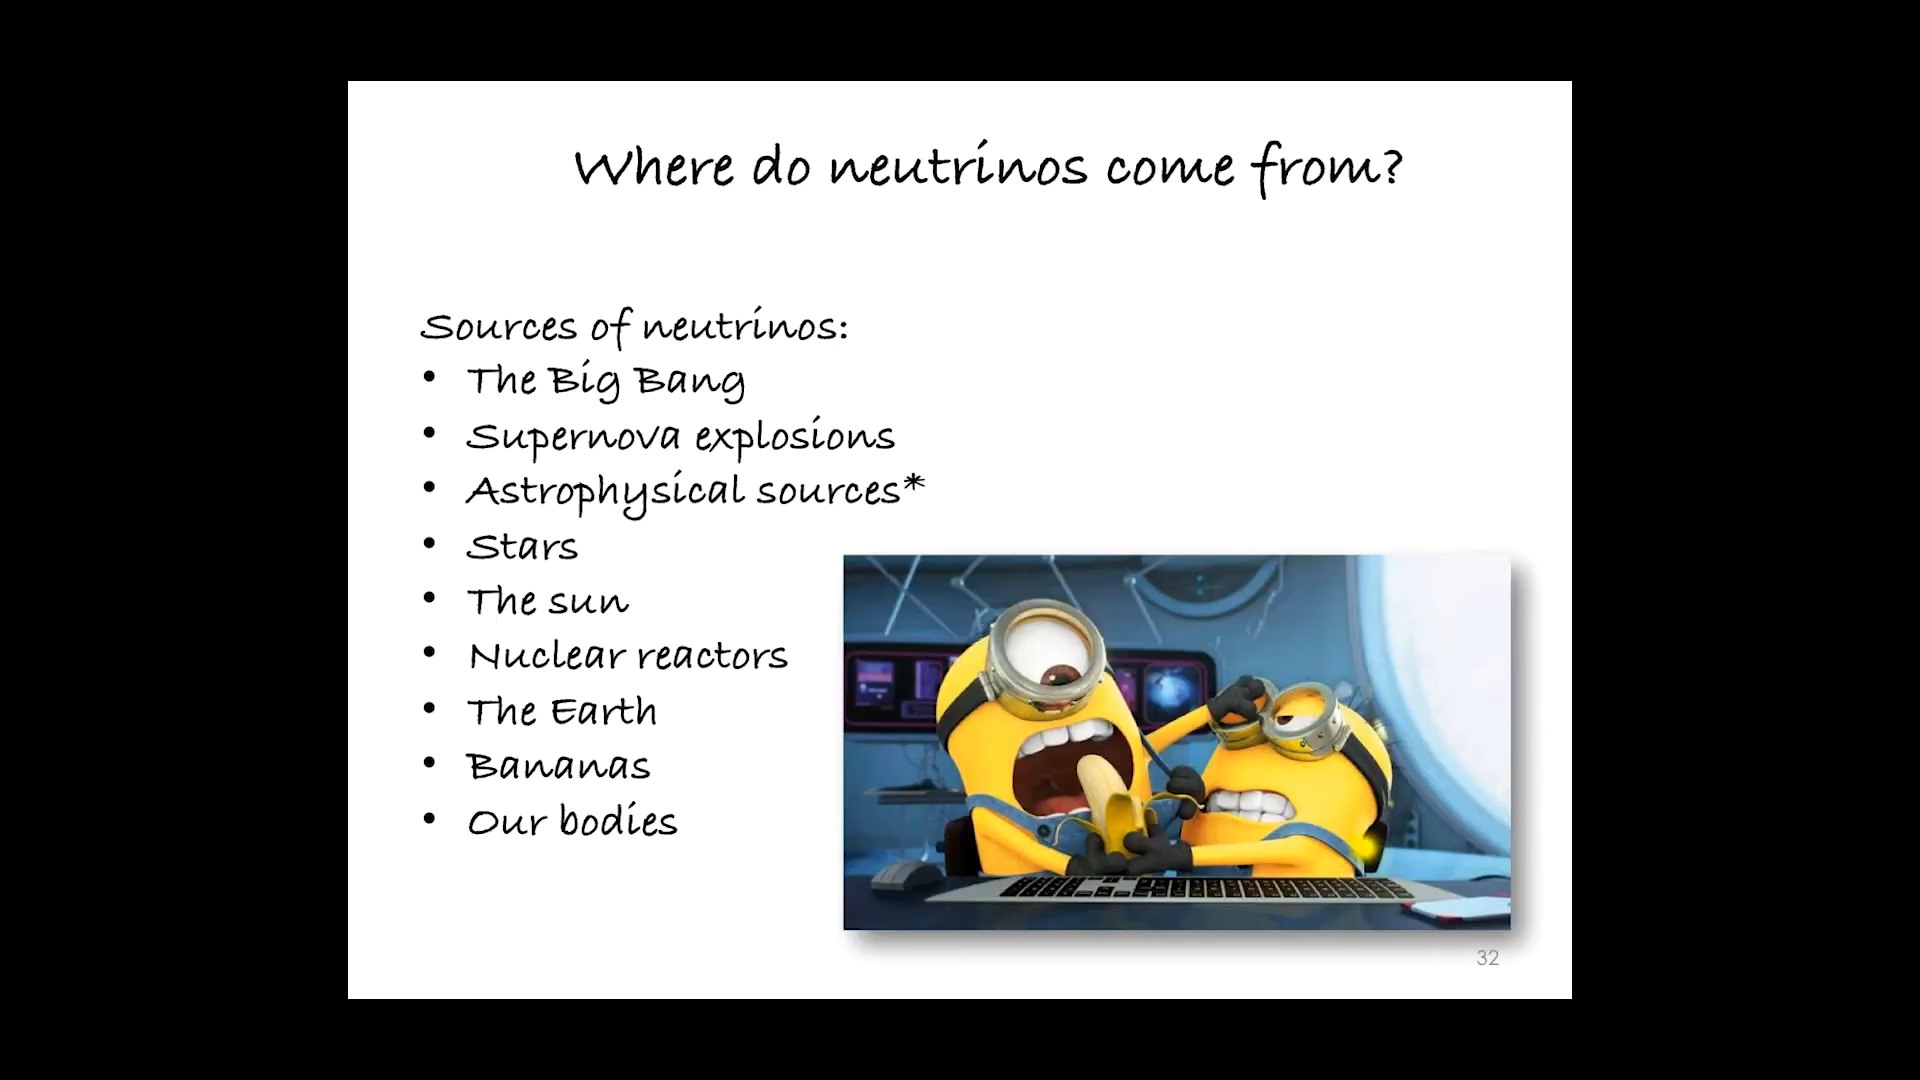 Where do neutrinos come from?
Sources of neutrinos:
• The Big Bang
• Supernova explosions
• Astrophysical sources*
• Stars
• The sun
• Nuclear reactors
• The Earth
• Bananas
• Our bodies
32